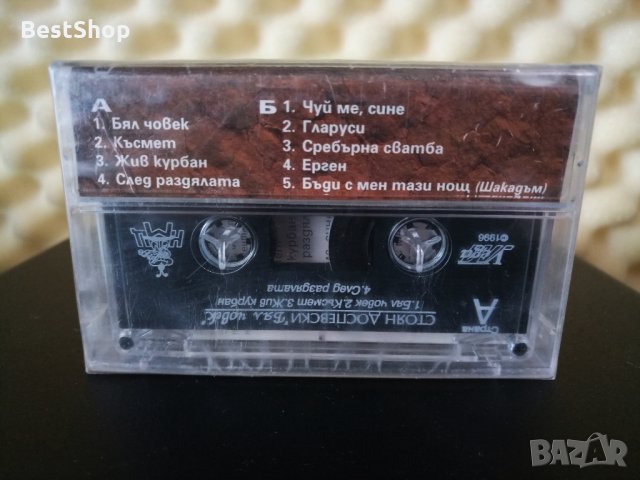 BestShop
А
1. Бял човек
2. Късмет
3. Жив курбан
4. След раздялата
Б
1. Чуй ме, сине
2. Гларуси
3. Сребърна сватба
4. Ерген
5. Бъди с мен тази нощ (Шакадъм)
Страна
А
СТОЯН ДОСПЕВСКИ "Бял човек"
1.Бял човек 2.Късмет 3.Жив курбан
4.След раздялата
©1996
BAZAR